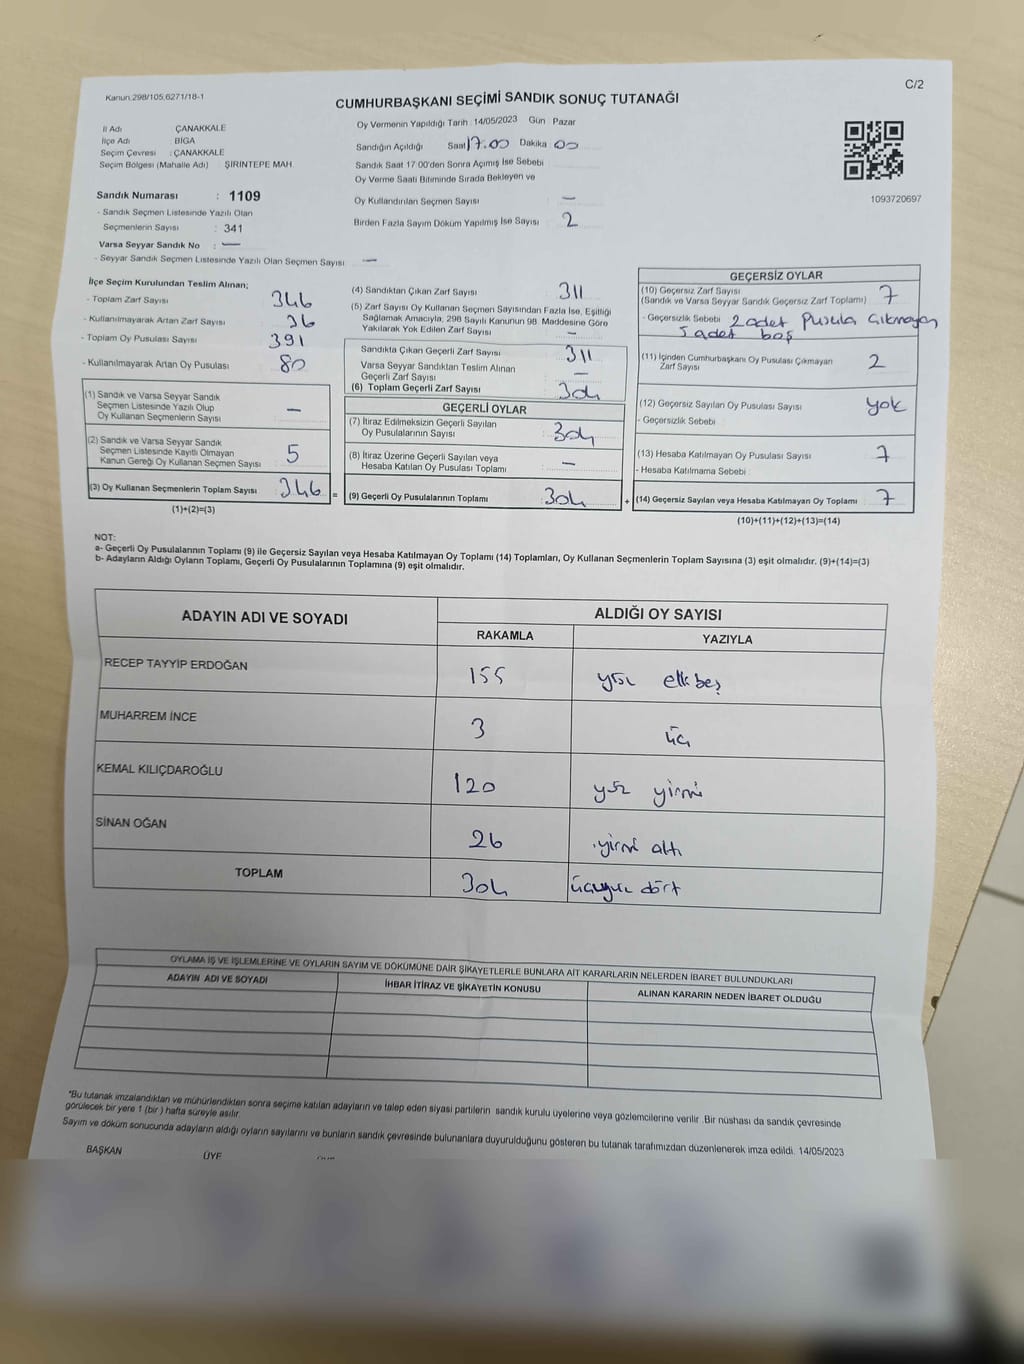 Kanun.298/105,6271/18-1
C/2
CUMHURBAŞKANI SEÇİMİ SANDIK SONUÇ TUTANAĞI
İl Adı ÇANAKKALE
İlçe Adı BİGA
Seçim Çevresi : ÇANAKKALE
Seçim Bölgesi (Mahalle Adı) : ŞİRİNTEPE MAH.
Oy Vermenin Yapıldığı Tarih : 14/05/2023 Gün : Pazar
Sandığın Açıldığı Saat 17.00 Dakika 00
Sandık Saat 17:00'den Sonra Açımış İse Sebebi
Oy Verme Saati Bitiminde Sırada Bekleyen ve
Oy Kullandırılan Seçmen Sayısı —
Birden Fazla Sayım Döküm Yapılmış İse Sayısı 2
1093720697
Sandık Numarası : 1109
- Sandık Seçmen Listesinde Yazılı Olan
Seçmenlerin Sayısı : 341
Varsa Seyyar Sandık No : —
- Seyyar Sandık Seçmen Listesinde Yazılı Olan Seçmen Sayısı —
İlçe Seçim Kurulundan Teslim Alınan;
- Toplam Zarf Sayısı 346
- Kullanılmayarak Artan Zarf Sayısı 36
- Toplam Oy Pusulası Sayısı 391
- Kullanılmayarak Artan Oy Pusulası 80
(1) Sandık ve Varsa Seyyar Sandık
Seçmen Listesinde Yazılı Olup
Oy Kullanan Seçmenlerin Sayısı —
(2) Sandık ve Varsa Seyyar Sandık
Seçmen Listesinde Kayıtlı Olmayan
Kanun Gereği Oy Kullanan Seçmen Sayısı 5
(3) Oy Kullanan Seçmenlerin Toplam Sayısı 346 =
(1)+(2)=(3)
(4) Sandıktan Çıkan Zarf Sayısı 311
(5) Zarf Sayısı Oy Kullanan Seçmen Sayısından Fazla İse, Eşitliği
Sağlamak Amacıyla, 298 Sayılı Kanunun 98. Maddesine Göre
Yakılarak Yok Edilen Zarf Sayısı —
Sandıkta Çıkan Geçerli Zarf Sayısı 311
Varsa Seyyar Sandıktan Teslim Alınan
Geçerli Zarf Sayısı —
(6) Toplam Geçerli Zarf Sayısı 304
GEÇERLİ OYLAR
(7) İtiraz Edilmeksizin Geçerli Sayılan
Oy Pusulalarının Sayısı 304
(8) İtiraz Üzerine Geçerli Sayılan veya
Hesaba Katılan Oy Pusulası Toplamı —
(9) Geçerli Oy Pusulalarının Toplamı 304 +
GEÇERSİZ OYLAR
(10) Geçersiz Zarf Sayısı 7
(Sandık ve Varsa Seyyar Sandık Geçersiz Zarf Toplamı)
- Geçersizlik Sebebi 2 adet Pusula Çıkmayan
5 adet boş
(11) İçinden Cumhurbaşkanı Oy Pusulası Çıkmayan
Zarf Sayısı 2
(12) Geçersiz Sayılan Oy Pusulası Sayısı yok
- Geçersizlik Sebebi
(13) Hesaba Katılmayan Oy Pusulası Sayısı 7
- Hesaba Katılmama Sebebi
(14) Geçersiz Sayılan veya Hesaba Katılmayan Oy Toplamı 7
(10)+(11)+(12)+(13)=(14)
NOT:
a- Geçerli Oy Pusulalarının Toplamı (9) ile Geçersiz Sayılan veya Hesaba Katılmayan Oy Toplamı (14) Toplamları, Oy Kullanan Seçmenlerin Toplam Sayısına (3) eşit olmalıdır. (9)+(14)=(3)
b- Adayların Aldığı Oyların Toplamı, Geçerli Oy Pusulalarının Toplamına (9) eşit olmalıdır.
ADAYIN ADI VE SOYADI ALDIĞI OY SAYISI
RAKAMLA YAZIYLA
RECEP TAYYİP ERDOĞAN 155 yüz elli beş
MUHARREM İNCE 3 üç
KEMAL KILIÇDAROĞLU 120 yüz yirmi
SİNAN OĞAN 26 yirmi altı
TOPLAM 304 üçyüz dört
OYLAMA İŞ VE İŞLEMLERİNE VE OYLARIN SAYIM VE DÖKÜMÜNE DAİR ŞİKAYETLERLE BUNLARA AİT KARARLARIN NELERDEN İBARET BULUNDUKLARI
ADAYIN ADI VE SOYADI İHBAR İTİRAZ VE ŞİKAYETİN KONUSU ALINAN KARARIN NEDEN İBARET OLDUĞU
*Bu tutanak imzalandıktan ve mühürlendikten sonra seçime katılan adayların ve talep eden siyasi partilerin sandık kurulu üyelerine veya gözlemcilerine verilir. Bir nüshası da sandık çevresinde
görülecek bir yere 1 (bir ) hafta süreyle asılır.
Sayım ve döküm sonucunda adayların aldığı oyların sayılarını ve bunların sandık çevresinde bulunanlara duyurulduğunu gösteren bu tutanak tarafımızdan düzenlenerek imza edildi. 14/05/2023
BAŞKAN ÜYE